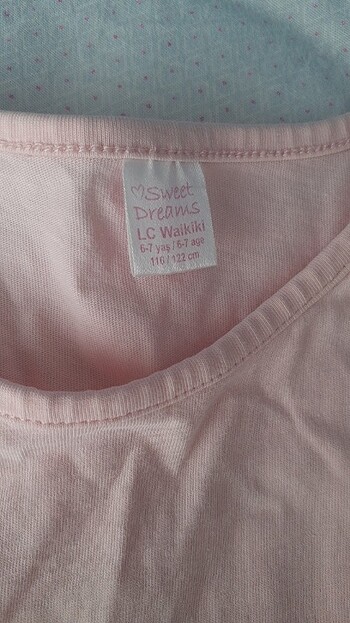 ♡Sweet
Dreams
LC Waikiki
6-7 yaş / 6-7 age
116 / 122 cm